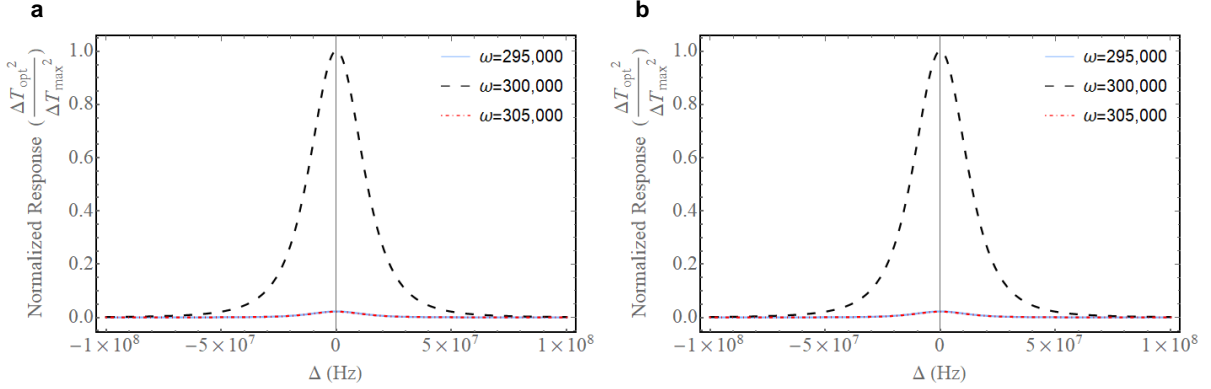 a
Normalized Response (ΔT_opt^2 / ΔT_max^2)
1.0
0.8
0.6
0.4
0.2
0.0
ω=295,000
ω=300,000
ω=305,000
−1×10^8
−5×10^7
0
5×10^7
1×10^8
Δ (Hz)
b
Normalized Response (ΔT_opt^2 / ΔT_max^2)
1.0
0.8
0.6
0.4
0.2
0.0
ω=295,000
ω=300,000
ω=305,000
−1×10^8
−5×10^7
0
5×10^7
1×10^8
Δ (Hz)